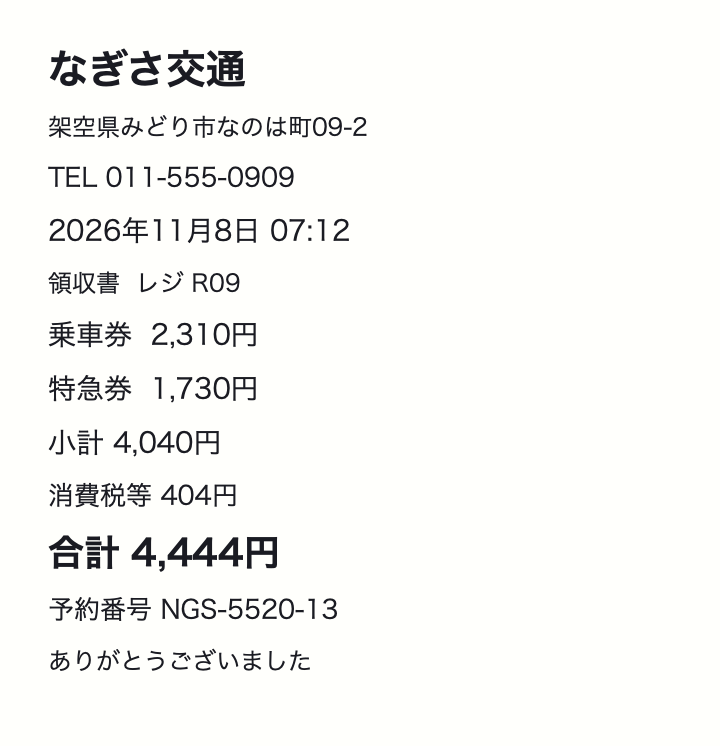 なぎさ交通
架空県みどり市なのは町09-2
TEL 011-555-0909
2026年11月8日 07:12
領収書 レジ R09
乗車券 2,310円
特急券 1,730円
小計 4,040円
消費税等 404円
合計 4,444円
予約番号 NGS-5520-13
ありがとうございました